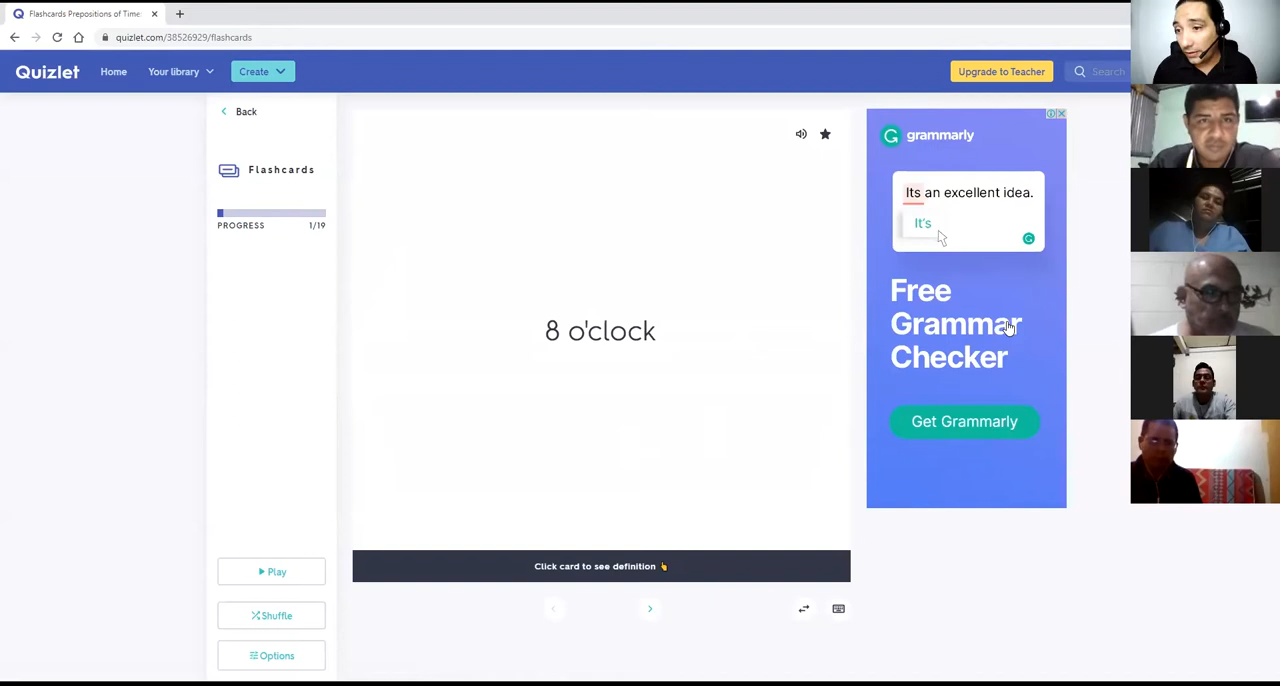 Flashcards Prepositions of Time
quizlet.com/38526929/flashcards
Quizlet
Home
Your library
Create
Upgrade to Teacher
Search
Back
Flashcards
PROGRESS
1/19
8 o'clock
Click card to see definition
Play
Shuffle
Options
grammarly
Its an excellent idea.
It's
Free
Grammar
Checker
Get Grammarly